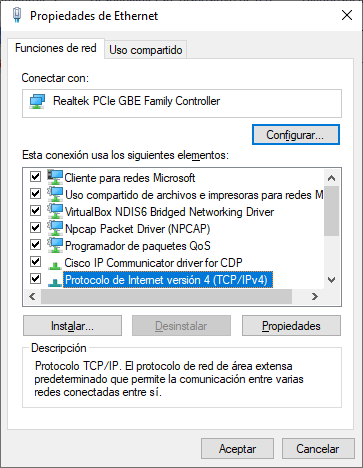 Propiedades de Ethernet
Funciones de red
Uso compartido
Conectar con:
Realtek PCIe GBE Family Controller
Configurar...
Esta conexión usa los siguientes elementos:
Cliente para redes Microsoft
Uso compartido de archivos e impresoras para redes M
VirtualBox NDIS6 Bridged Networking Driver
Npcap Packet Driver (NPCAP)
Programador de paquetes QoS
Cisco IP Communicator driver for CDP
Protocolo de Internet versión 4 (TCP/IPv4)
Instalar...
Desinstalar
Propiedades
Descripción
Protocolo TCP/IP. El protocolo de red de área extensa
predeterminado que permite la comunicación entre varias
redes conectadas entre sí.
Aceptar
Cancelar